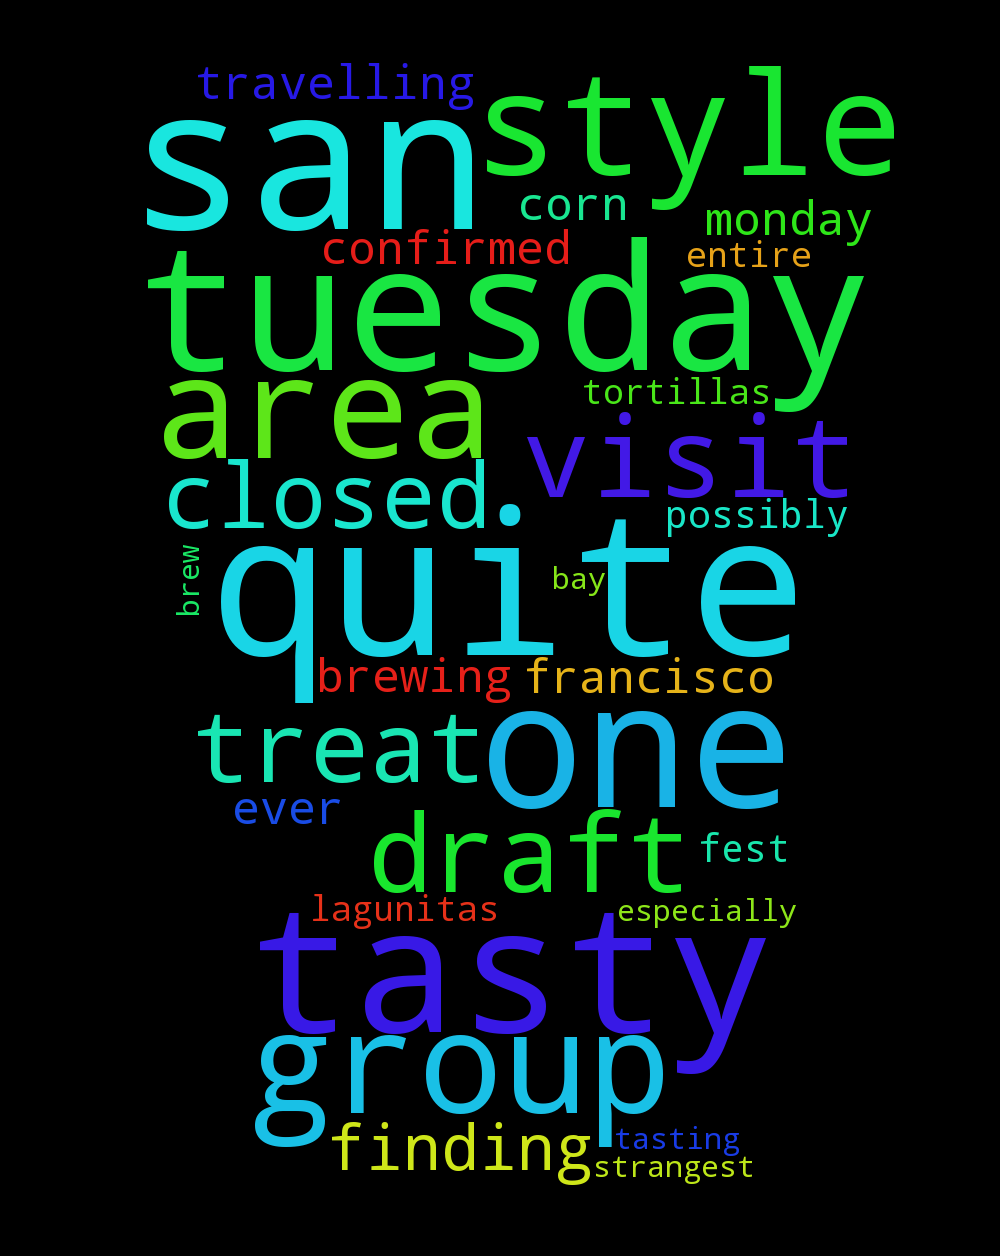 travelling
style
san
corn
monday
confirmed
entire
tuesday
area
tortillas
visit
closed
possibly
quite
brew
bay
brewing
francisco
one
treat
ever
draft
fest
lagunitas
especially
tasty
group
finding
tasting
strangest